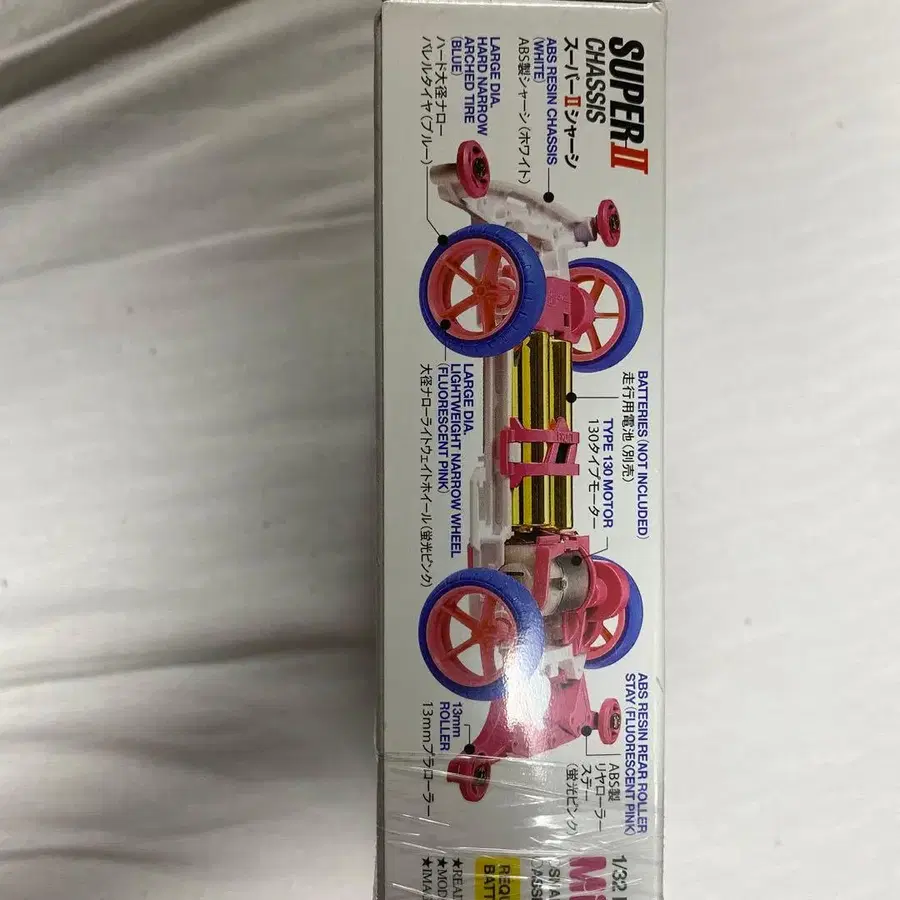 SUPER-II
CHASSIS
スーパーIIシャーシ
ABS RESIN CHASSIS
(WHITE)
ABS製シャーシ(ホワイト)
LARGE DIA.
HARD NARROW
ARCHED TIRE
(BLUE)
ハード大径ナロー
バレルタイヤ(ブルー)
BATTERIES (NOT INCLUDED)
走行用電池(別売)
TYPE 130 MOTOR
130タイプモーター
LARGE DIA.
LIGHTWEIGHT NARROW WHEEL
(FLUORESCENT PINK)
大径ナローライトウェイトホイール(蛍光ピンク)
ABS RESIN REAR ROLLER
STAY (FLUORESCENT PINK)
ABS製
リヤローラー
ステー
(蛍光ピンク)
13mm
ROLLER
13mmプラローラー
1/32